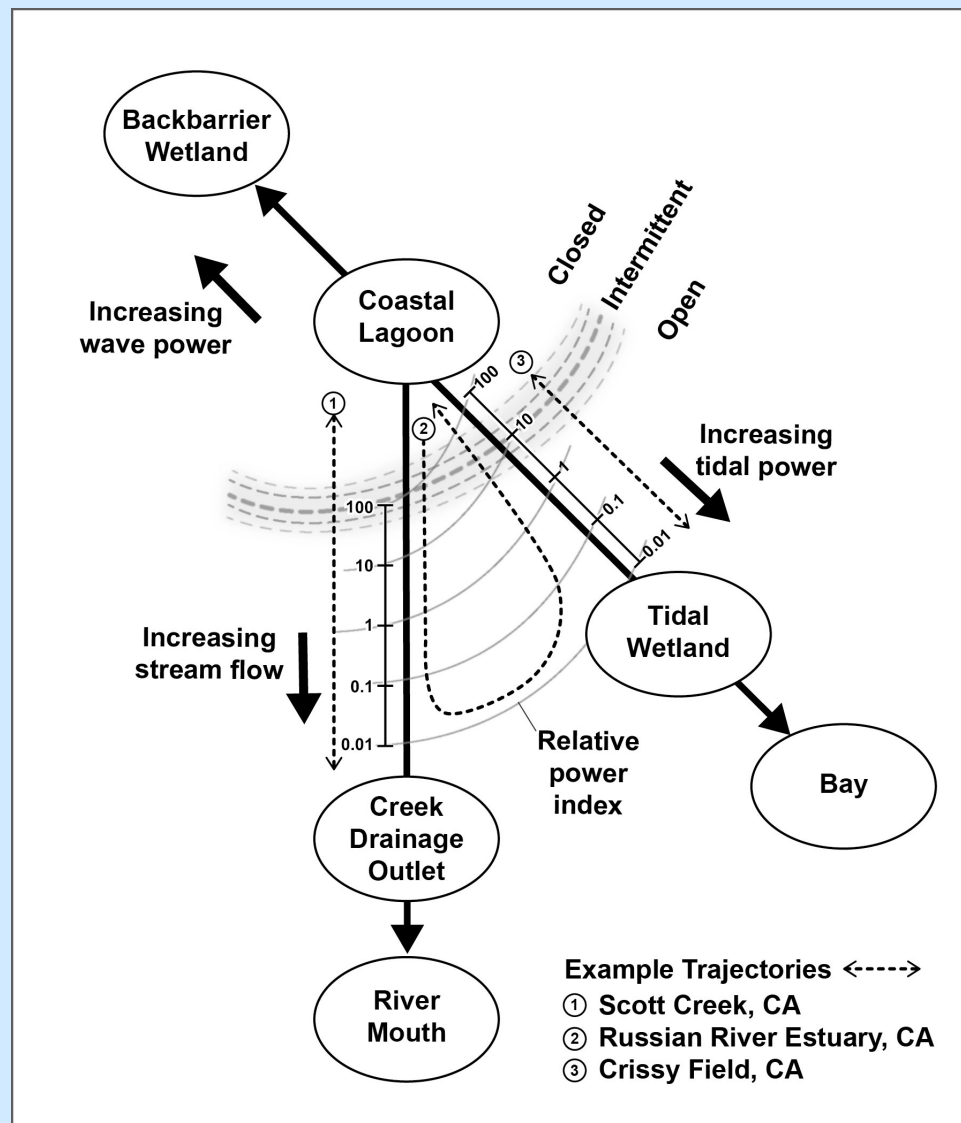 Backbarrier
Wetland
Closed
Intermittent
Open
Coastal
Lagoon
Increasing
wave power
1
2
3
100
10
1
0.1
0.01
Increasing
tidal power
100
10
1
0.1
0.01
Increasing
stream flow
Tidal
Wetland
Relative
power
index
Bay
Creek
Drainage
Outlet
River
Mouth
Example Trajectories
1 Scott Creek, CA
2 Russian River Estuary, CA
3 Crissy Field, CA